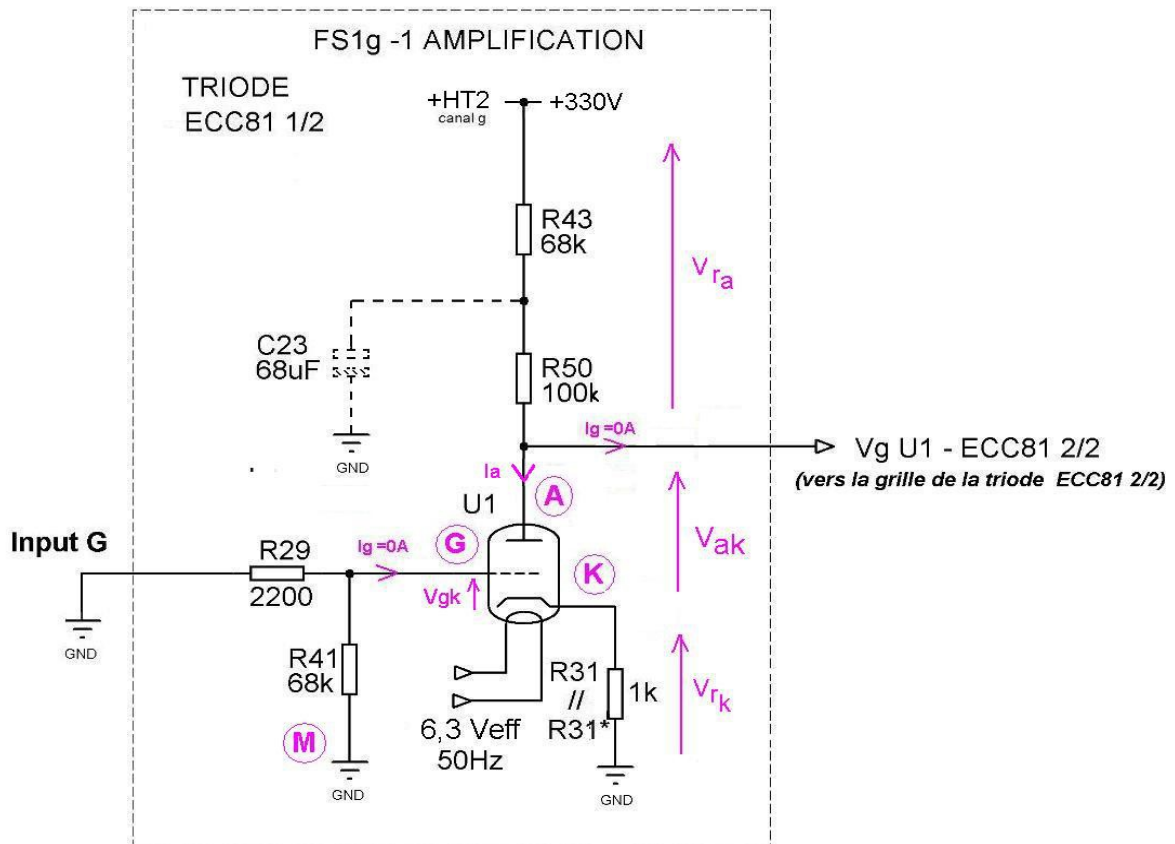 FS1g -1 AMPLIFICATION
TRIODE
ECC81 1/2
+HT2
canal g
+330V
R43
68k
Vra
C23
68uF
GND
R50
100k
Ig =0A
Vg U1 - ECC81 2/2
(vers la grille de la triode ECC81 2/2)
Ia
A
U1
Vak
Input G
R29
2200
Ig =0A
G
K
Vgk
GND
R41
68k
M
GND
6,3 Veff
50Hz
R31
//
R31*
1k
Vrk
GND